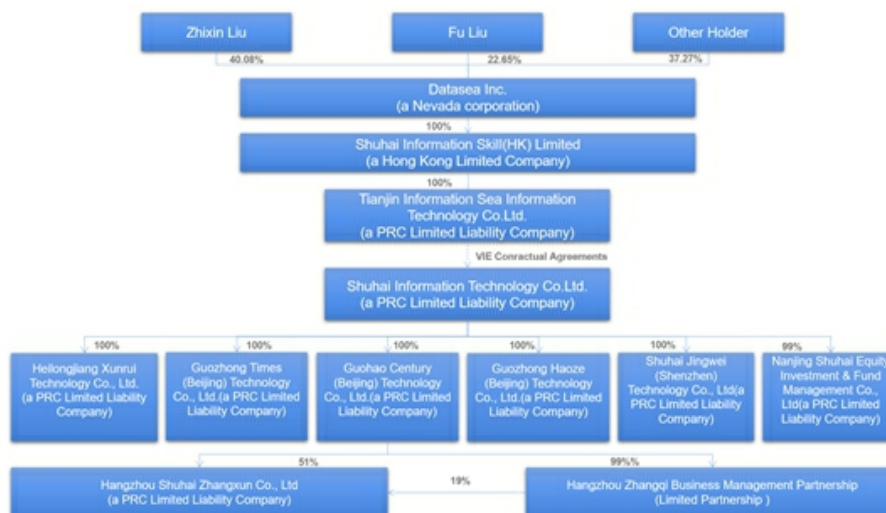 Zhixin Liu
Fu Liu
Other Holder
40.08%
22.65%
37.27%
Datasea Inc.
(a Nevada corporation)
100%
Shuhai Information Skill(HK) Limited
(a Hong Kong Limited Company)
100%
Tianjin Information Sea Information
Technology Co.Ltd.
(a PRC Limited Liability Company)
VIE Conractual Agreements
Shuhai Information Technology Co.Ltd.
(a PRC Limited Liability Company)
100%
100%
100%
100%
100%
99%
Heilongjiang Xunrui
Technology Co., Ltd.
(a PRC Limited Liability
Company)
Guozhong Times
(Beijing) Technology
Co., Ltd.(a PRC Limited
Liability Company)
Guohao Century
(Beijing) Technology
Co., Ltd.(a PRC Limited
Liability Company)
Guozhong Haoze
(Beijing) Technology
Co., Ltd.(a PRC Limited
Liability Company)
Shuhai Jingwei
(Shenzhen)
Technology Co., Ltd(a
PRC Limited Liability
Company)
Nanjing Shuhai Equity
Investment & Fund
Management Co.,
Ltd(a PRC Limited
Liability Company)
51%
99%%
Hangzhou Shuhai Zhangxun Co., Ltd
(a PRC Limited Liability Company)
19%
Hangzhou Zhangqi Business Management Partnership
(Limited Partnership )